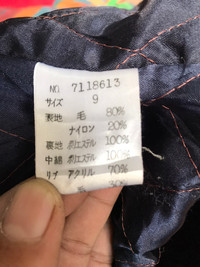 NO 7118613
サイズ 9
表地 毛 80%
ナイロン 20%
裏地 ポリエステル 100%
中綿 ポリエステル 100%
リブ アクリル 70%